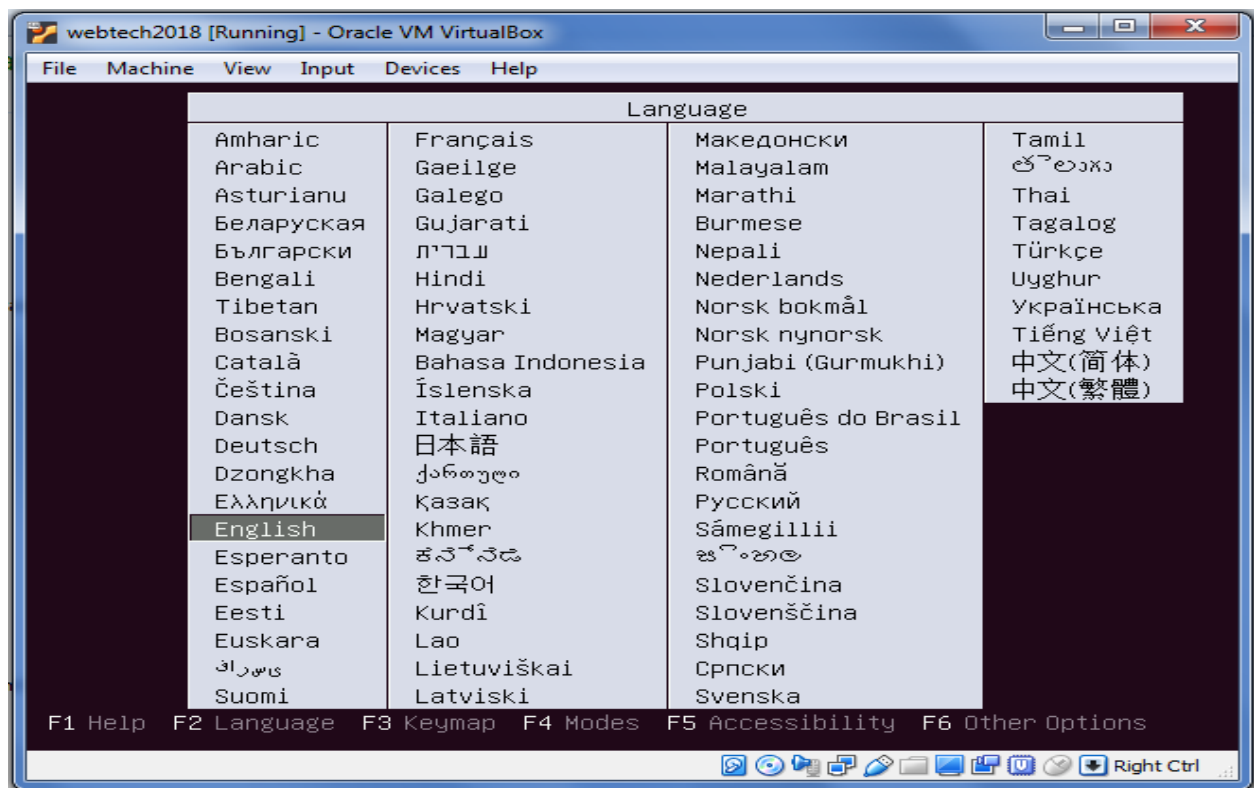 webtech2018 [Running] - Oracle VM VirtualBox
File Machine View Input Devices Help
Language
Amharic
Arabic
Asturianu
Беларуская
Български
Bengali
Tibetan
Bosanski
Català
Čeština
Dansk
Deutsch
Dzongkha
Ελληνικά
English
Esperanto
Español
Eesti
Euskara
فارسی
Suomi
Français
Gaeilge
Galego
Gujarati
עברית
Hindi
Hrvatski
Magyar
Bahasa Indonesia
Íslenska
Italiano
日本語
ქართული
Қазақ
Khmer
ಕನ್ನಡ
한국어
Kurdî
Lao
Lietuviškai
Latviski
Македонски
Malayalam
Marathi
Burmese
Nepali
Nederlands
Norsk bokmål
Norsk nynorsk
Punjabi (Gurmukhi)
Polski
Português do Brasil
Português
Română
Русский
Sámegillii
සිංහල
Slovenčina
Slovenščina
Shqip
Српски
Svenska
Tamil
తెలుగు
Thai
Tagalog
Türkçe
Uyghur
Українська
Tiếng Việt
中文(简体)
中文(繁體)
F1 Help F2 Language F3 Keymap F4 Modes F5 Accessibility F6 Other Options
Right Ctrl